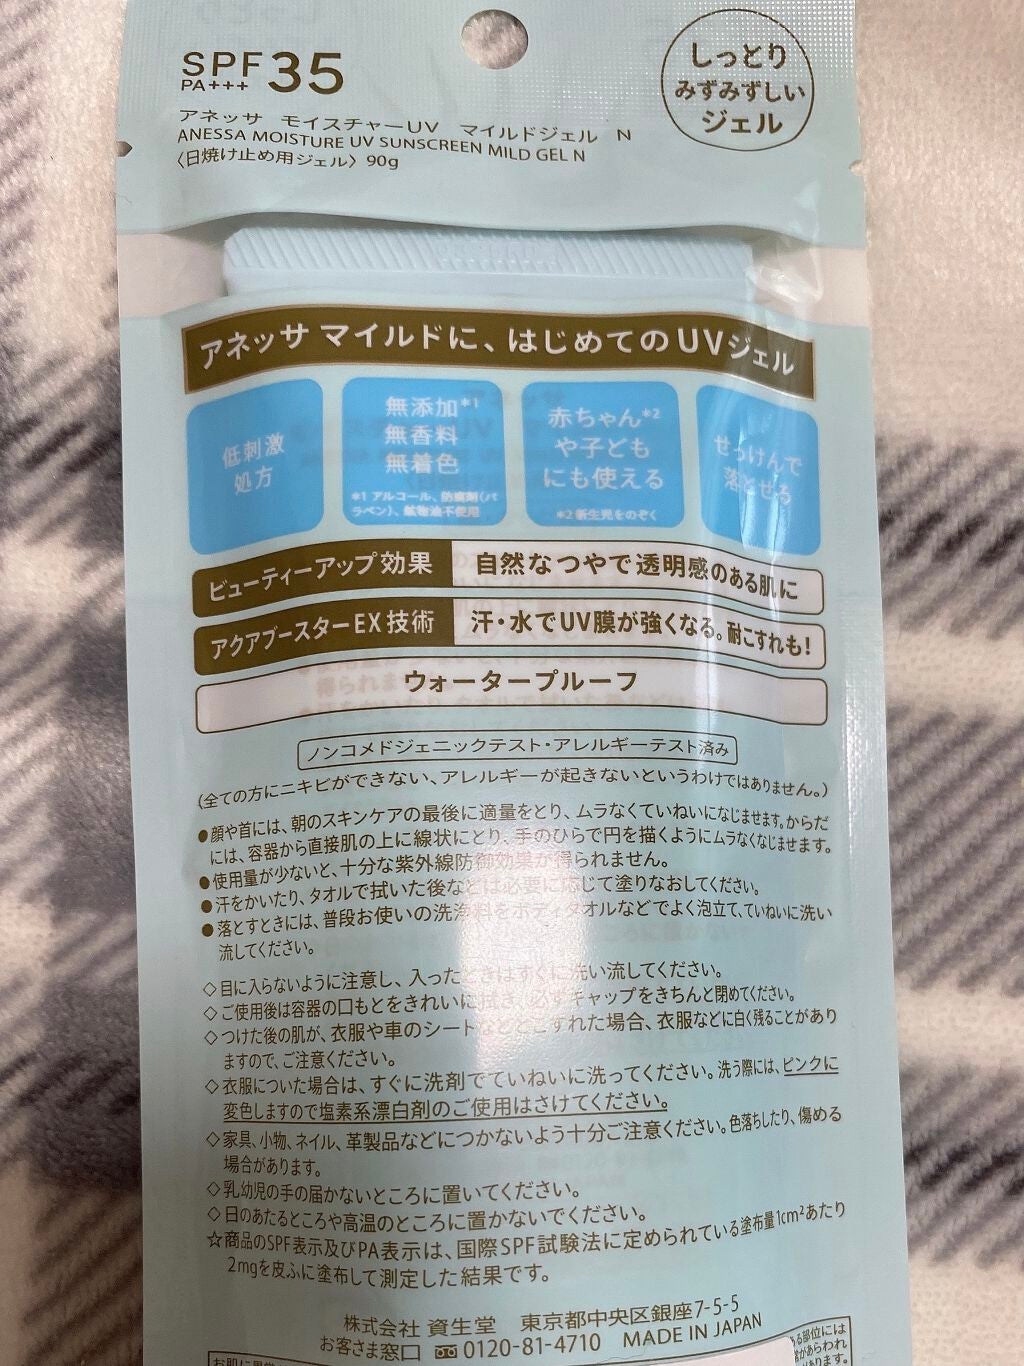 SPF35
PA+++
しっとり
みずみずしい
ジェル
アネッサ モイスチャーUV マイルドジェル N
ANESSA MOISTURE UV SUNSCREEN MILD GEL N
〈日焼け止め用ジェル〉 90g
アネッサ マイルドに、はじめてのUVジェル
低刺激
処方
無添加*1
無香料
無着色
*1 アルコール、防腐剤(パ
ラベン)、鉱物油不使用
赤ちゃん*2
や子ども
にも使える
*2 新生児をのぞく
せっけんで
落とせる
ビューティーアップ効果 自然なつやで透明感のある肌に
アクアブースターEX技術 汗・水でUV膜が強くなる。耐こすれも!
ウォータープルーフ
ノンコメドジェニックテスト・アレルギーテスト済み
(全ての方にニキビができない、アレルギーが起きないというわけではありません。)
●顔や首には、朝のスキンケアの最後に適量をとり、ムラなくていねいになじませます。からだ
には、容器から直接肌の上に線状にとり、手のひらで円を描くようにムラなくなじませます。
●使用量が少ないと、十分な紫外線防御効果が得られません。
●汗をかいたり、タオルで拭いた後などは必要に応じて塗りなおしてください。
●落とすときには、普段お使いの洗浄料をボディタオルなどでよく泡立て、ていねいに洗い
流してください。
◇目に入らないように注意し、入ったときはすぐに洗い流してください。
◇ご使用後は容器の口もとをきれいに拭き、必ずキャップをきちんと閉めてください。
◇つけた後の肌が、衣服や車のシートなどとこすれた場合、衣服などに白く残ることがあり
ますので、ご注意ください。
◇衣服についた場合は、すぐに洗剤でていねいに洗ってください。洗う際には、ピンクに
変色しますので塩素系漂白剤のご使用はさけてください。
◇家具、小物、ネイル、革製品などにつかないよう十分ご注意ください。色落ちしたり、傷める
場合があります。
◇乳幼児の手の届かないところに置いてください。
◇日のあたるところや高温のところに置かないでください。
☆商品のSPF表示及びPA表示は、国際SPF試験法に定められている塗布量1cm²あたり
2mgを皮ふに塗布して測定した結果です。
株式会社 資生堂 東京都中央区銀座7-5-5
お客さま窓口 0120-81-4710 MADE IN JAPAN